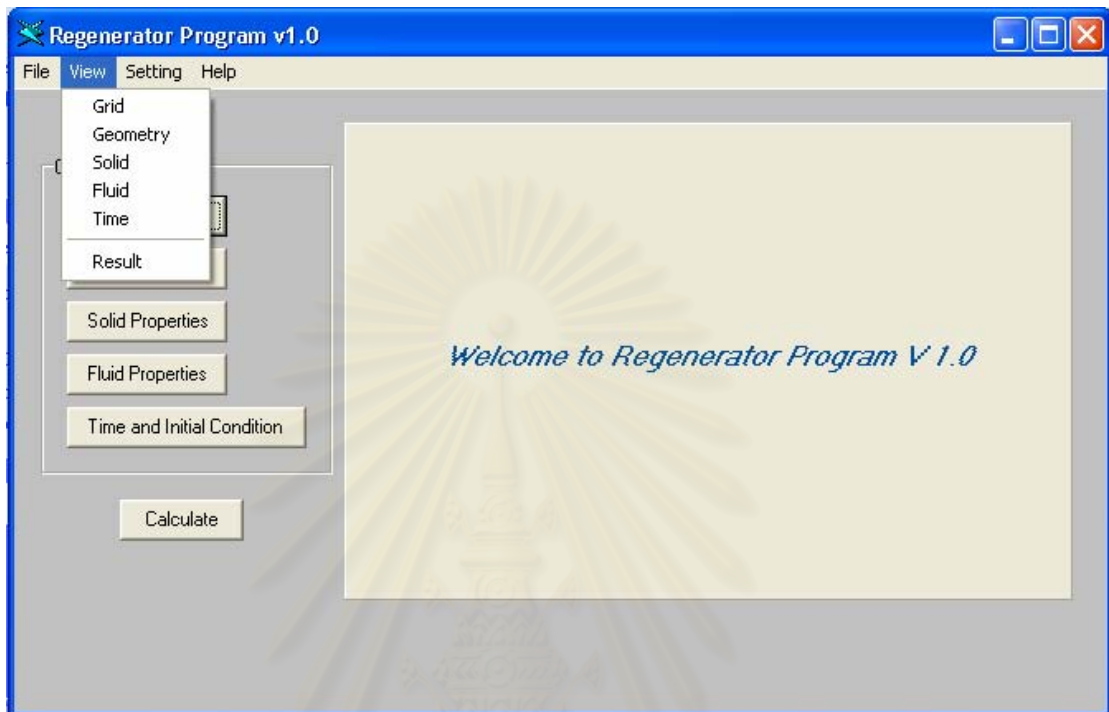 Regenerator Program v1.0
File View Setting Help
Grid
Geometry
Solid
Fluid
Time
Result
Solid Properties
Fluid Properties
Time and Initial Condition
Calculate
Welcome to Regenerator Program V 1.0